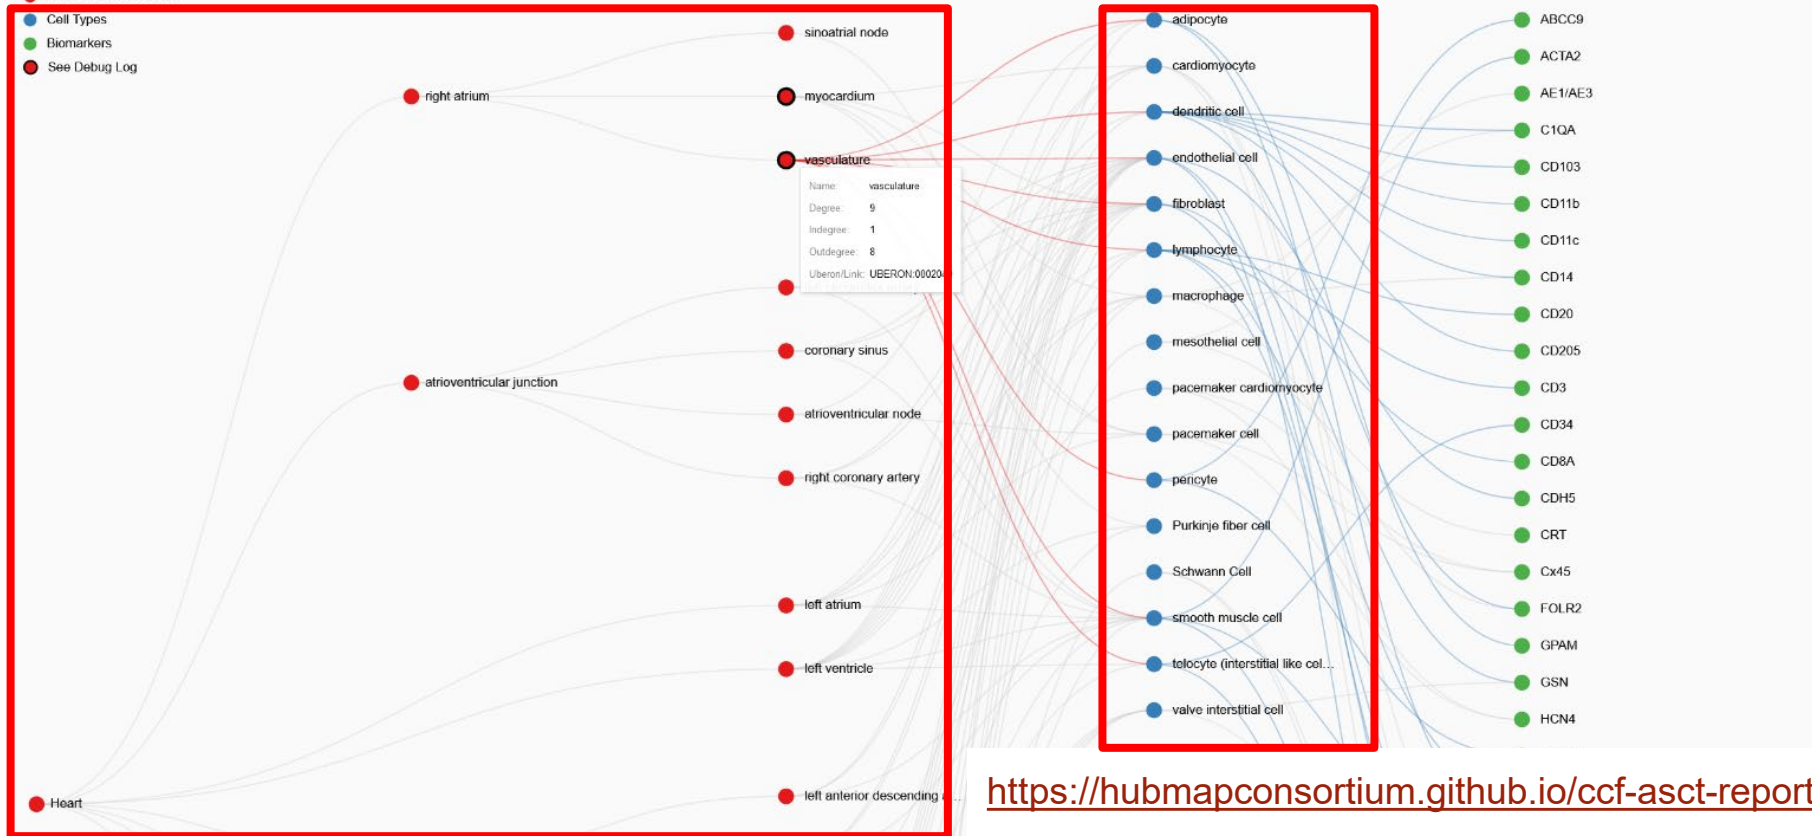 Cell Types
Biomarkers
See Debug Log
Heart
right atrium
atrioventricular junction
sinoatrial node
myocardium
vasculature
Name: vasculature
Degree: 9
Indegree: 1
Outdegree: 8
Uberon/Link: UBERON:000204
coronary sinus
atrioventricular node
right coronary artery
left atrium
left ventricle
left anterior descending
adipocyte
cardiomyocyte
dendritic cell
endothelial cell
fibroblast
lymphocyte
macrophage
mesothelial cell
pacemaker cardiomyocyte
pacemaker cell
pericyte
Purkinje fiber cell
Schwann Cell
smooth muscle cell
telocyte (interstitial like cel...
valve interstitial cell
ABCC9
ACTA2
AE1/AE3
C1QA
CD103
CD11b
CD11c
CD14
CD20
CD205
CD3
CD34
CD8A
CDH5
CRT
Cx45
FOLR2
GPAM
GSN
HCN4
https://hubmapconsortium.github.io/ccf-asct-report